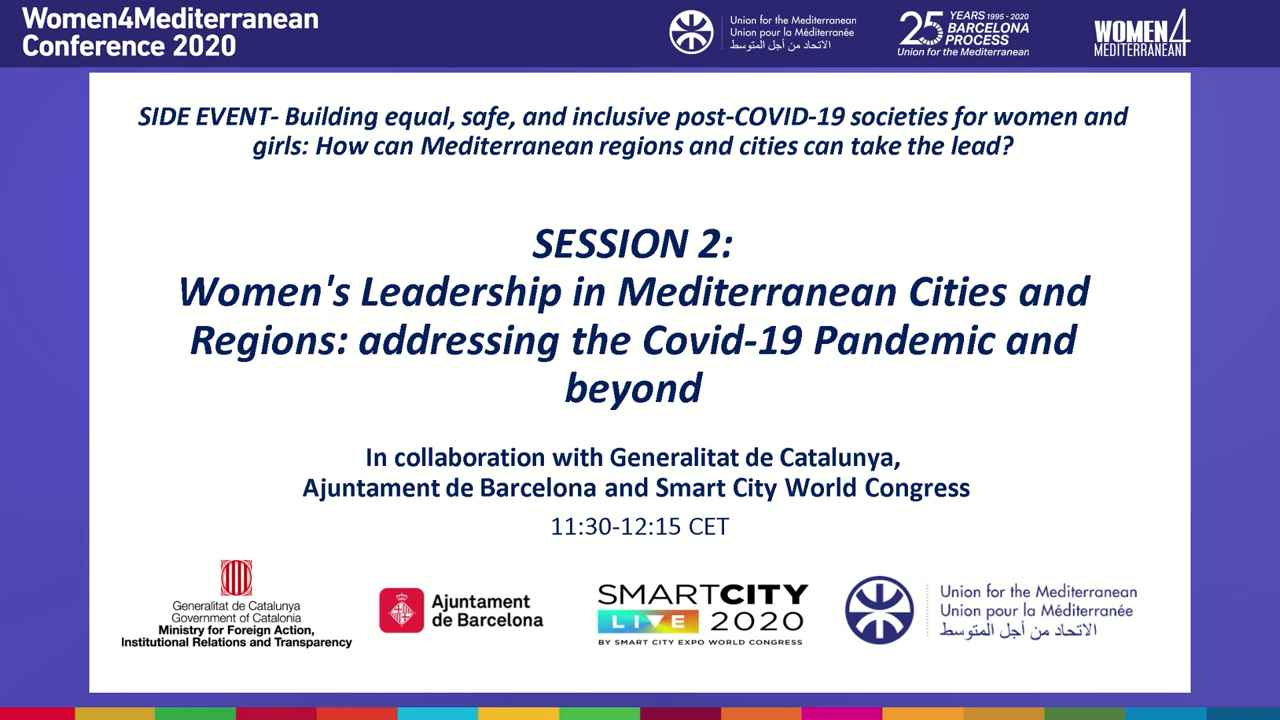 Women4Mediterranean
Conference 2020
Union for the Mediterranean
Union pour la Méditerranée
الاتحاد من أجل المتوسط
25 YEARS 1995 - 2020
BARCELONA
PROCESS
Union for the Mediterranean
WOMEN4
MEDITERRANEAN
SIDE EVENT- Building equal, safe, and inclusive post-COVID-19 societies for women and
girls: How can Mediterranean regions and cities can take the lead?
SESSION 2:
Women's Leadership in Mediterranean Cities and
Regions: addressing the Covid-19 Pandemic and
beyond
In collaboration with Generalitat de Catalunya,
Ajuntament de Barcelona and Smart City World Congress
11:30-12:15 CET
Generalitat de Catalunya
Government of Catalonia
Ministry for Foreign Action,
Institutional Relations and Transparency
Ajuntament
de Barcelona
SMARTCITY
LIVE 2020
BY SMART CITY EXPO WORLD CONGRESS
Union for the Mediterranean
Union pour la Méditerranée
الاتحاد من أجل المتوسط